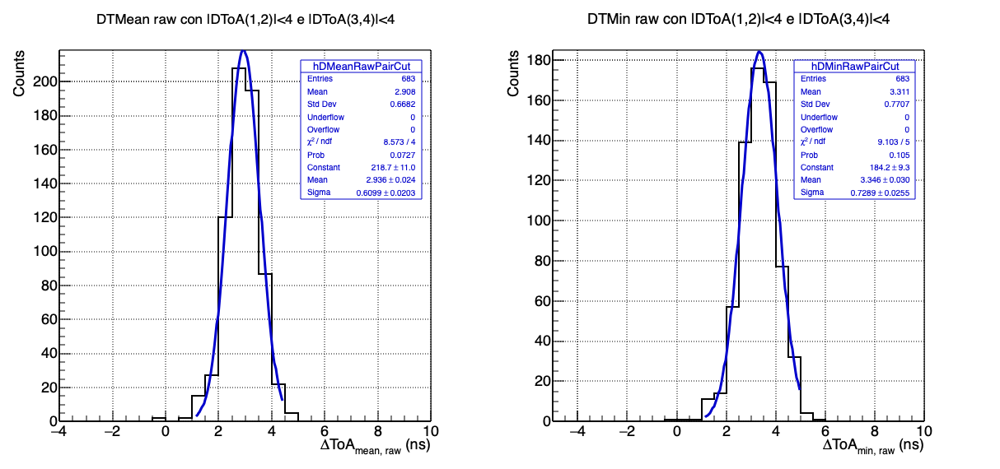 DTMean raw con |DToA(1,2)|<4 e |DToA(3,4)|<4
Counts
200
180
160
140
120
100
80
60
40
20
0
−4 −2 0 2 4 6 8 10
ΔToAmean, raw (ns)
hDMeanRawPairCut
Entries 683
Mean 2.908
Std Dev 0.6682
Underflow 0
Overflow 0
χ² / ndf 8.573 / 4
Prob 0.0727
Constant 218.7 ± 11.0
Mean 2.936 ± 0.024
Sigma 0.6099 ± 0.0203
DTMin raw con |DToA(1,2)|<4 e |DToA(3,4)|<4
Counts
180
160
140
120
100
80
60
40
20
0
−4 −2 0 2 4 6 8 10
ΔToAmin, raw (ns)
hDMinRawPairCut
Entries 683
Mean 3.311
Std Dev 0.7707
Underflow 0
Overflow 0
χ² / ndf 9.103 / 5
Prob 0.105
Constant 184.2 ± 9.3
Mean 3.346 ± 0.030
Sigma 0.7289 ± 0.0255